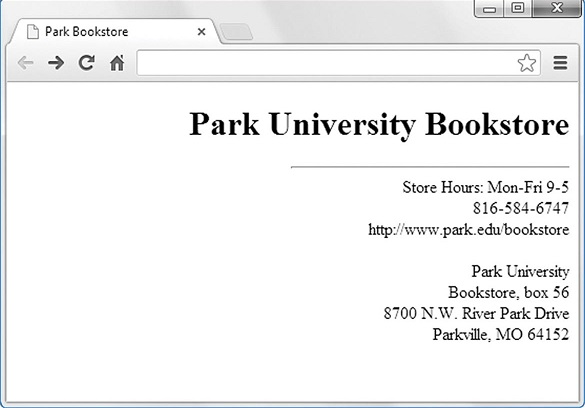 Park Bookstore
Park University Bookstore
Store Hours: Mon-Fri 9-5
816-584-6747
http://www.park.edu/bookstore
Park University
Bookstore, box 56
8700 N.W. River Park Drive
Parkville, MO 64152